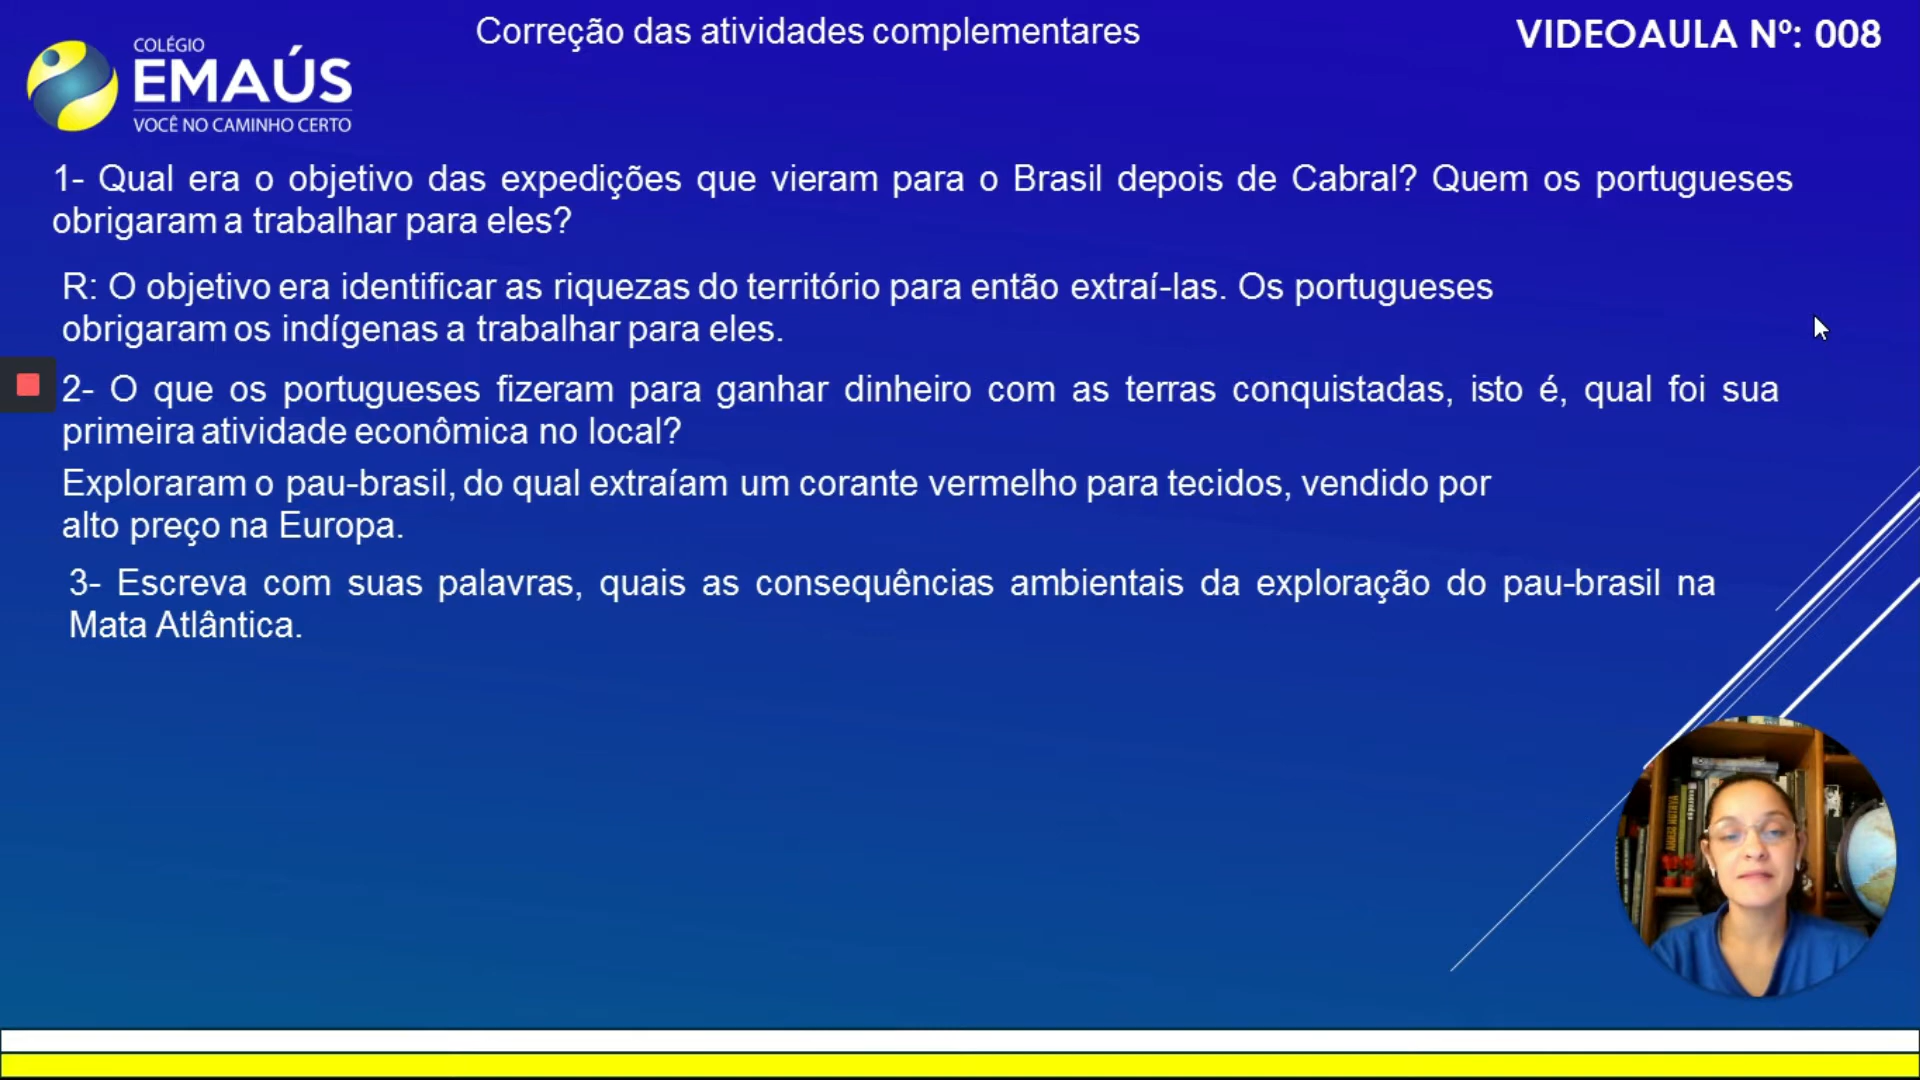 Correção das atividades complementares
VIDEOAULA Nº: 008
COLÉGIO
EMAÚS
VOCÊ NO CAMINHO CERTO
1- Qual era o objetivo das expedições que vieram para o Brasil depois de Cabral? Quem os portugueses
obrigaram a trabalhar para eles?
R: O objetivo era identificar as riquezas do território para então extraí-las. Os portugueses
obrigaram os indígenas a trabalhar para eles.
2- O que os portugueses fizeram para ganhar dinheiro com as terras conquistadas, isto é, qual foi sua
primeira atividade econômica no local?
Exploraram o pau-brasil, do qual extraíam um corante vermelho para tecidos, vendido por
alto preço na Europa.
3- Escreva com suas palavras, quais as consequências ambientais da exploração do pau-brasil na
Mata Atlântica.